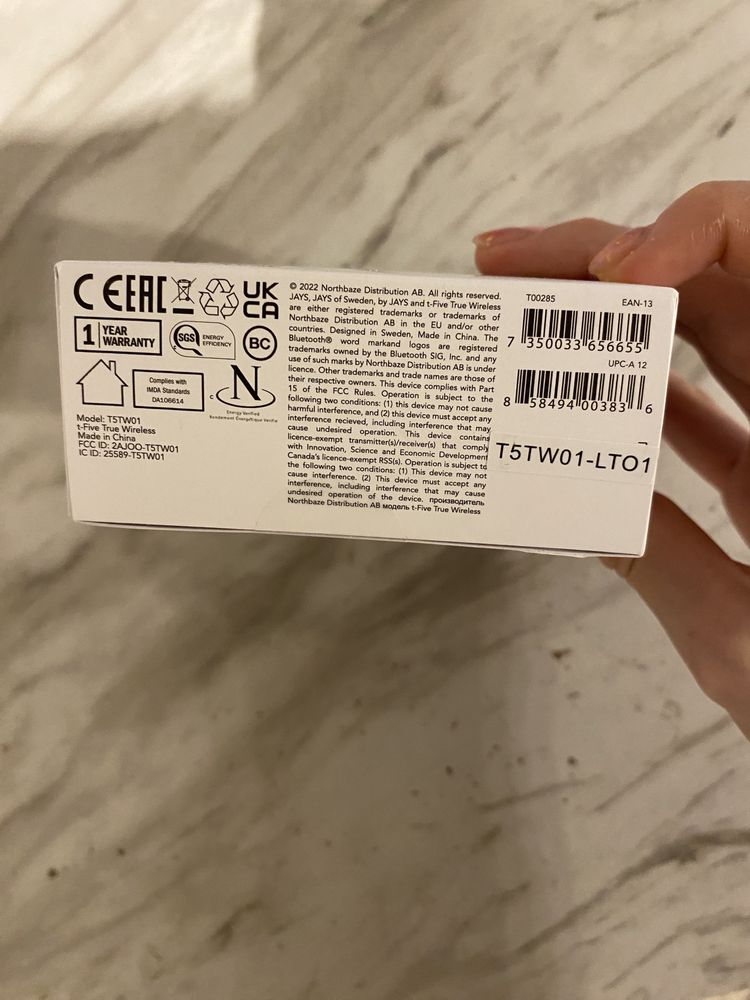 CE EAC UK
CA
1 YEAR
WARRANTY
SGS ENERGY
EFFICIENCY
BC
Complies with
IMDA Standards
DA106614
c N
Energy Verified
Rendement Énergétique Vérifié
Model: T5TW01
t-Five True Wireless
Made in China
FCC ID: 2AJOO-T5TW01
IC ID: 25589-T5TW01
© 2022 Northbaze Distribution AB. All rights reserved.
JAYS, JAYS of Sweden, by JAYS and t-Five True Wireless
are either registered trademarks or trademarks of
Northbaze Distribution AB in the EU and/or other
countries. Designed in Sweden, Made in China. The
Bluetooth® word markand logos are registered
trademarks owned by the Bluetooth SIG, Inc. and any
use of such marks by Northbaze Distribution AB is under
licence. Other trademarks and trade names are those of
their respective owners. This device complies with Part
15 of the FCC Rules. Operation is subject to the
following two conditions: (1) this device may not cause
harmful interference, and (2) this device must accept any
interference recieved, including interference that may
cause undesired operation. This device contains
licence-exempt transmitter(s)/receiver(s) that comply
with Innovation, Science and Economic Development
Canada's licence-exempt RSS(s). Operation is subject to
the following two conditions: (1) This device may not
cause interference. (2) This device must accept any
interference, including interference that may cause
undesired operation of the device. производитель
Northbaze Distribution AB модель t-Five True Wireless
T00285 EAN-13
7 350033 656655
UPC-A 12
8 58494 00383 6
T5TW01-LTO1